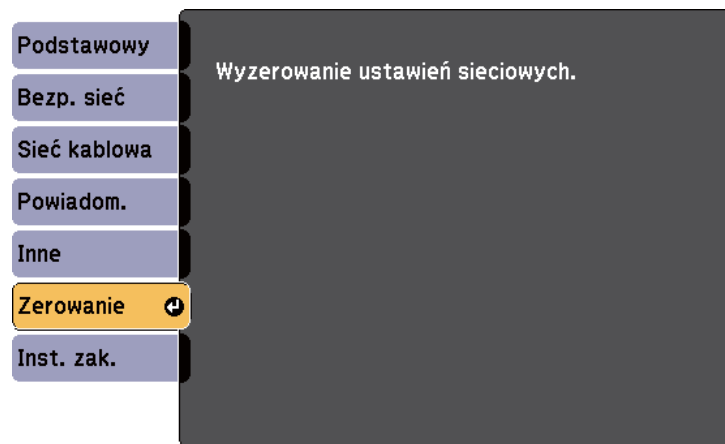 Podstawowy
Bezp. sieć
Sieć kablowa
Powiadom.
Inne
Zerowanie
Inst. zak.
Wyzerowanie ustawień sieciowych.